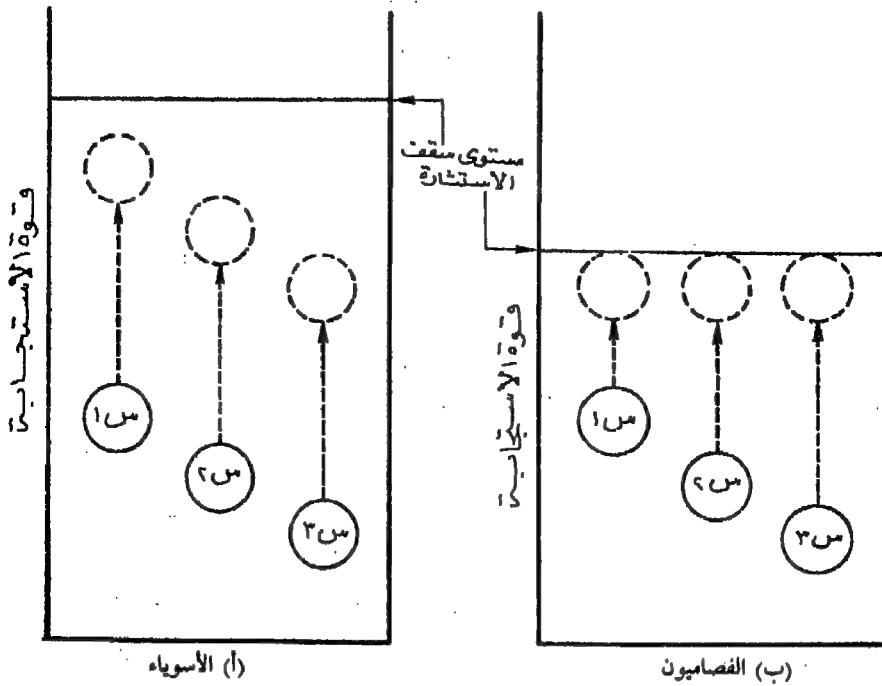 مستوى سقف
الاستثارة
قوة الاستجابة
س١
س٢
س٣
(أ) الأسوياء
قوة الاستجابة
س١
س٢
س٣
(ب) الفصاميون